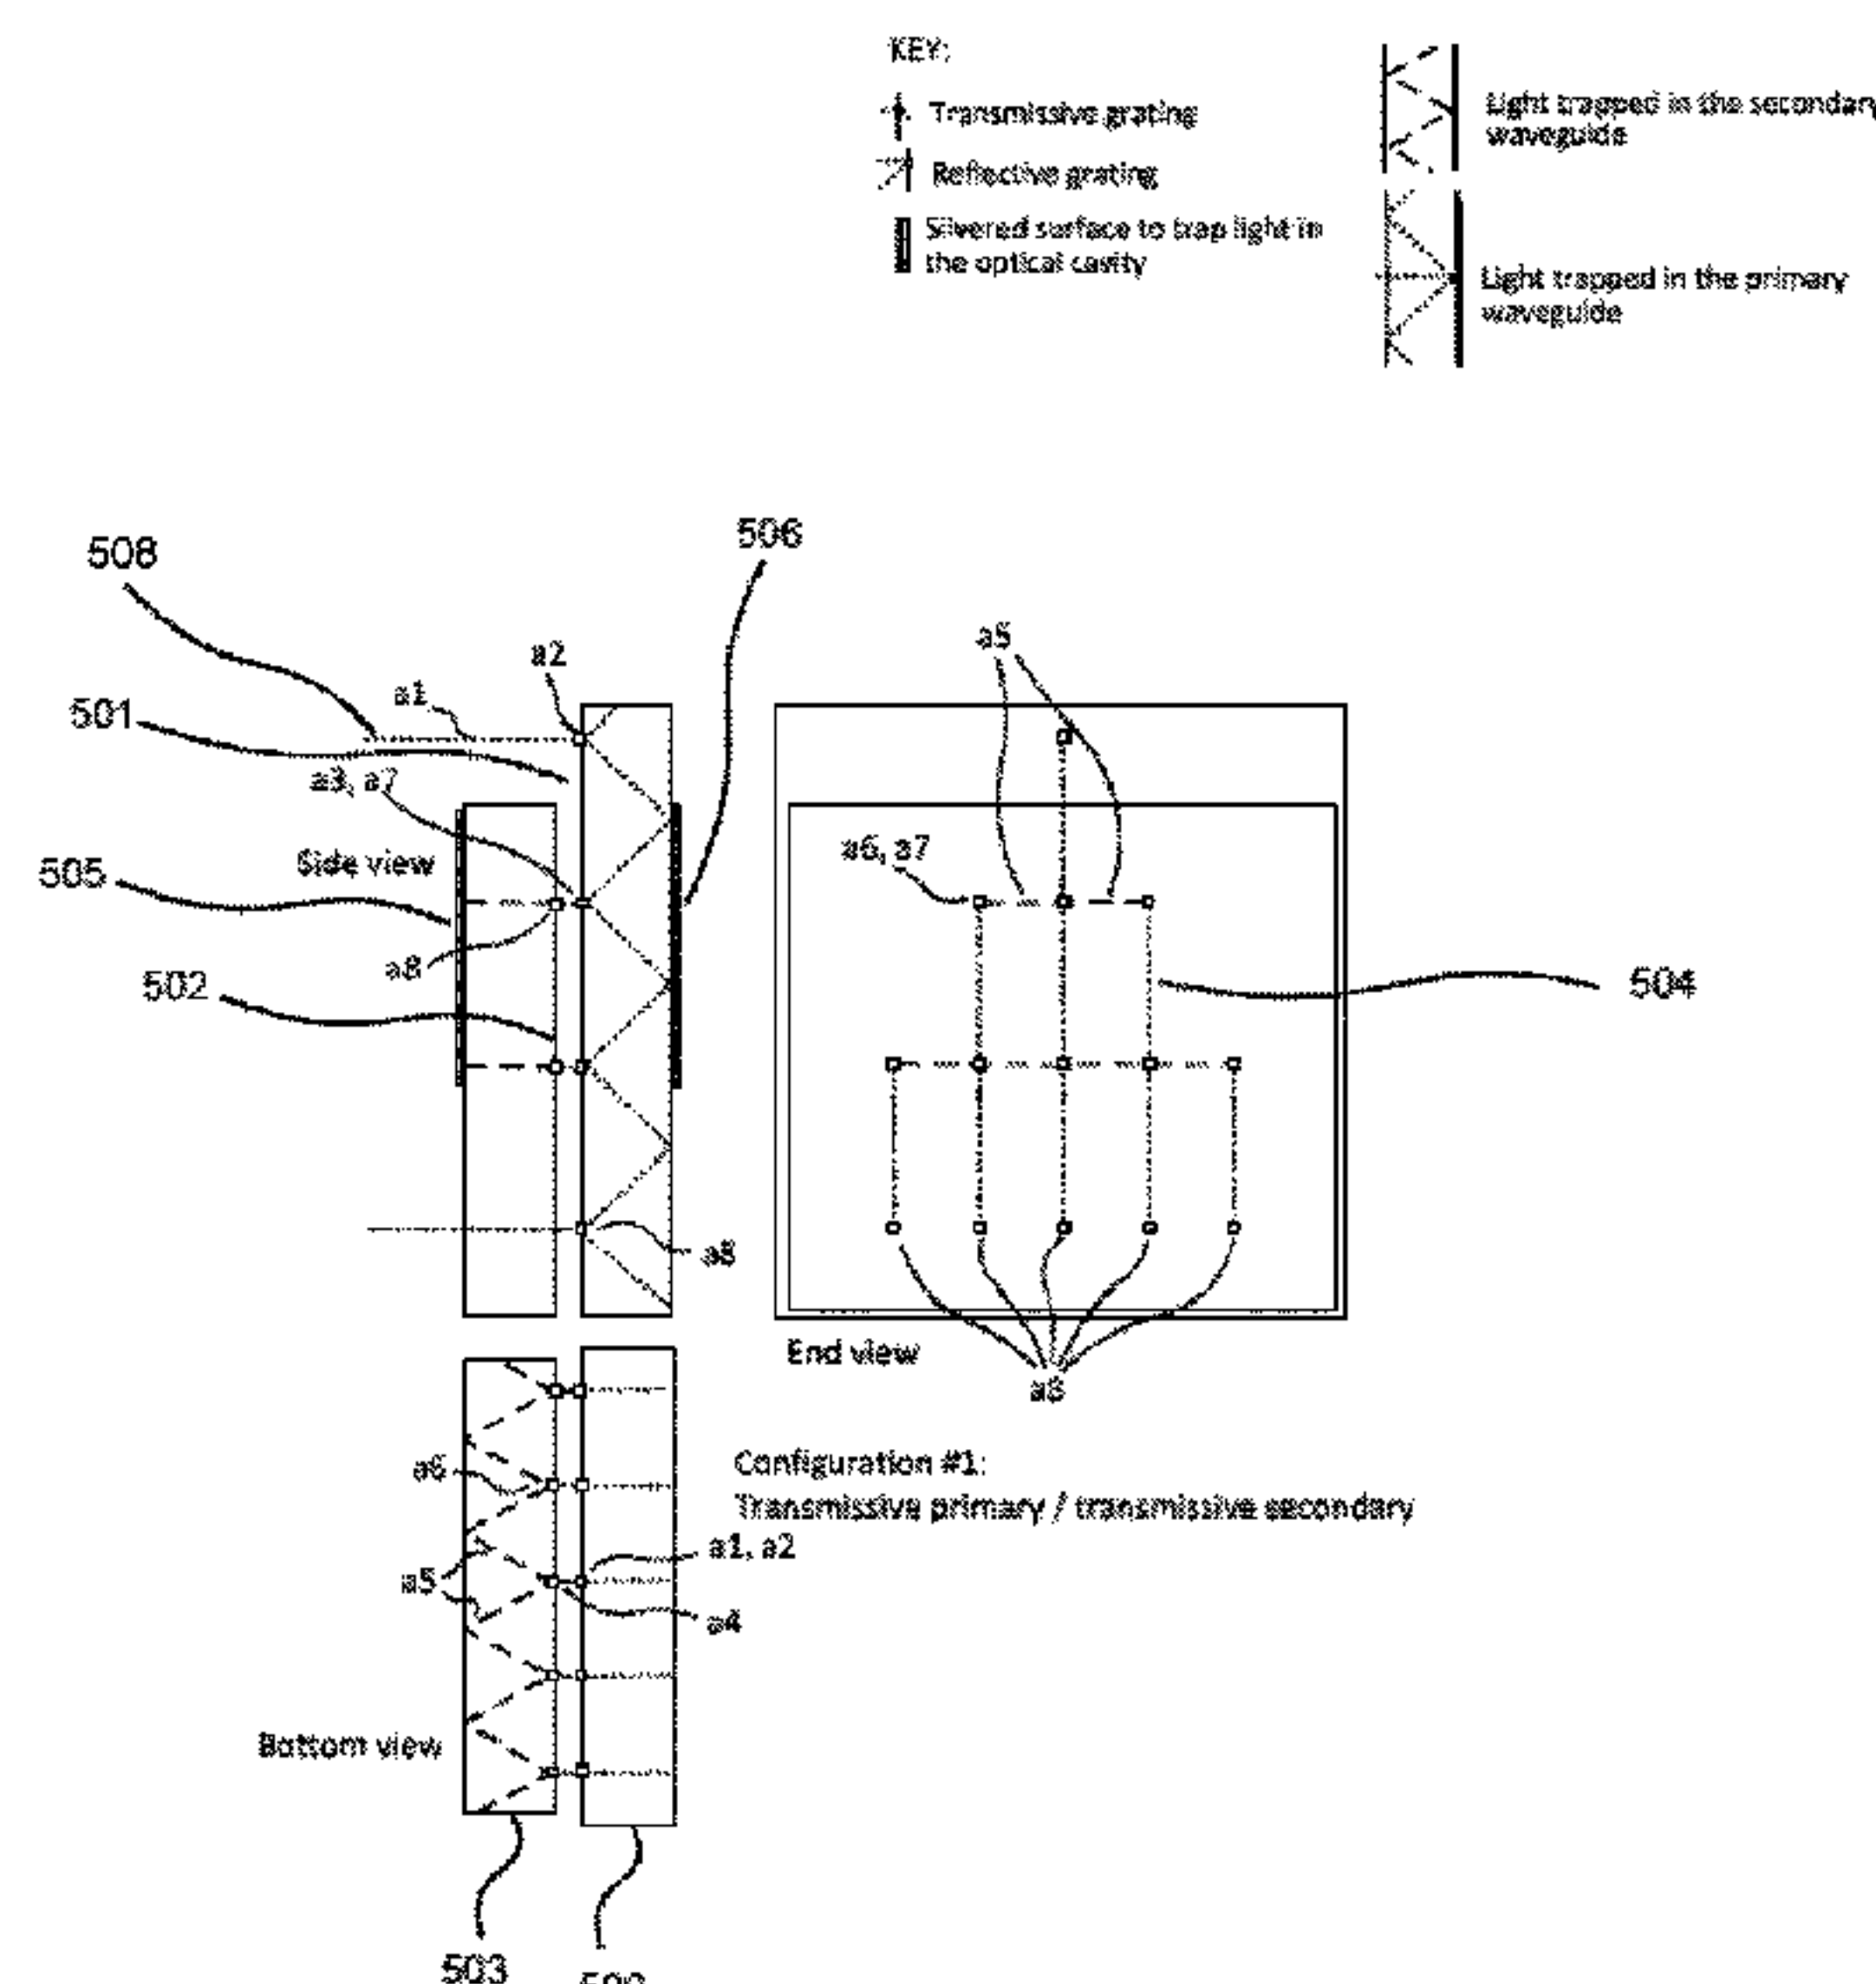 KEY:
Transmissive grating
Reflective grating
Silvered surface to trap light in
the optical cavity
Light trapped in the secondary
waveguide
Light trapped in the primary
waveguide
508
506
a5
a2
a1
501
a3, a7
Side view
a6, a7
505
a8
502
504
a8
End view
a8
a6
Configuration #1:
Transmissive primary / transmissive secondary
a1, a2
a5
a4
Bottom view
503